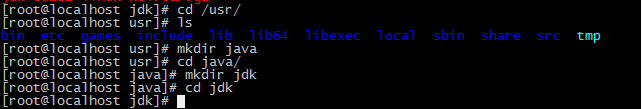 [root@localhost jdk]# cd /usr/
[root@localhost usr]# ls
bin etc games include lib lib64 libexec local sbin share src tmp
[root@localhost usr]# mkdir java
[root@localhost usr]# cd java/
[root@localhost java]# mkdir jdk
[root@localhost java]# cd jdk
[root@localhost jdk]#